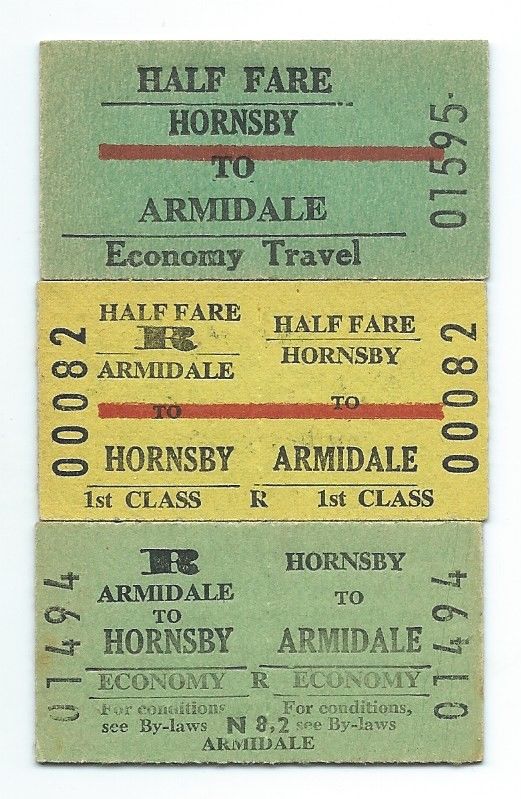 HALF FARE
HORNSBY
TO
ARMIDALE
Economy Travel
01595
HALF FARE
R
ARMIDALE
TO
HORNSBY
1st CLASS
R
HALF FARE
HORNSBY
TO
ARMIDALE
1st CLASS
00082
00082
R
ARMIDALE
TO
HORNSBY
ECONOMY
R
For conditions
see By-laws
HORNSBY
TO
ARMIDALE
ECONOMY
For conditions,
see By-laws
N 8,2
ARMIDALE
01494
01494